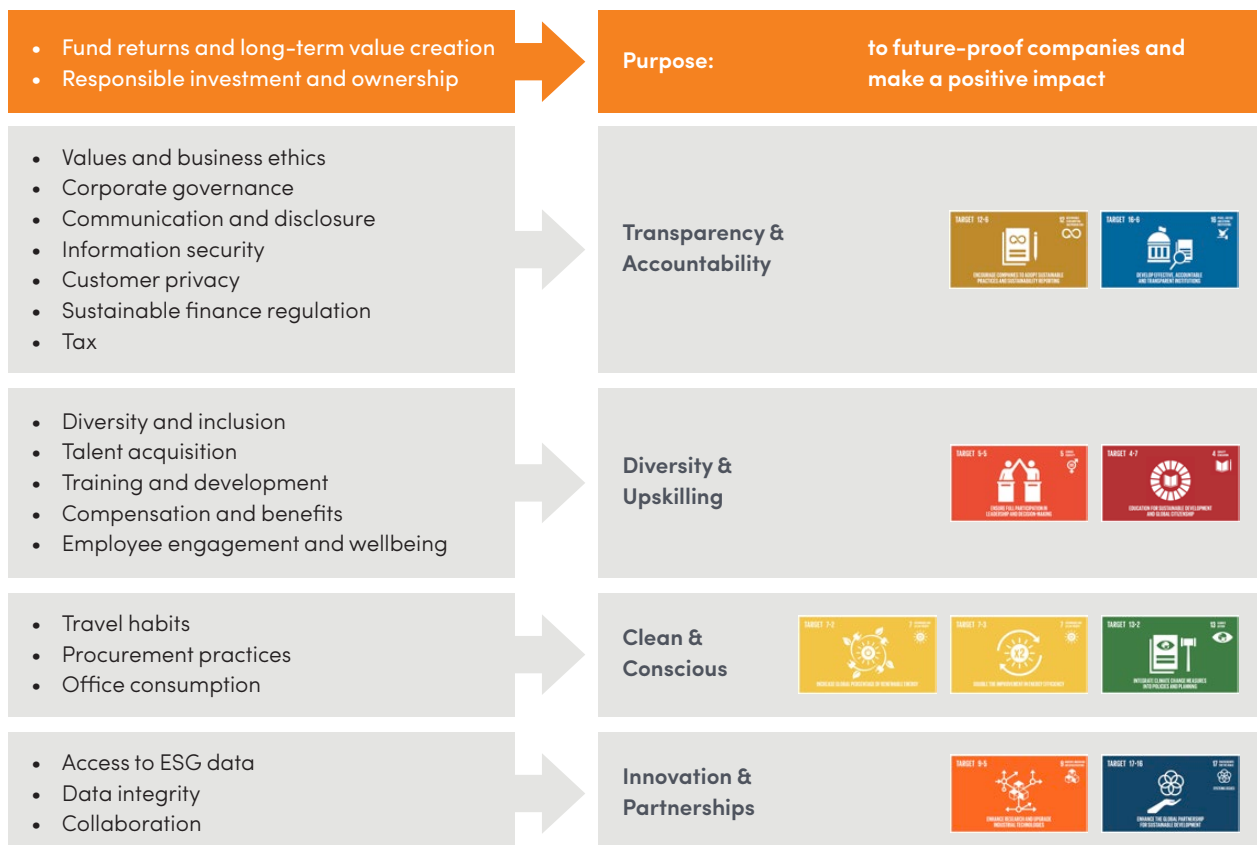 • Fund returns and long-term value creation
• Responsible investment and ownership
Purpose:
to future-proof companies and
make a positive impact
• Values and business ethics
• Corporate governance
• Communication and disclosure
• Information security
• Customer privacy
• Sustainable finance regulation
• Tax
Transparency &
Accountability
TARGET 12-6
12
ENCOURAGE COMPANIES TO ADOPT SUSTAINABLE
PRACTICES AND SUSTAINABILITY REPORTING
TARGET 16-6
16
DEVELOP EFFECTIVE, ACCOUNTABLE
AND TRANSPARENT INSTITUTIONS
• Diversity and inclusion
• Talent acquisition
• Training and development
• Compensation and benefits
• Employee engagement and wellbeing
Diversity &
Upskilling
TARGET 5-5
5
ENSURE FULL PARTICIPATION IN
LEADERSHIP AND DECISION-MAKING
TARGET 4-7
4
EDUCATION FOR SUSTAINABLE DEVELOPMENT
AND GLOBAL CITIZENSHIP
• Travel habits
• Procurement practices
• Office consumption
Clean &
Conscious
TARGET 7-2
7
INCREASE GLOBAL PERCENTAGE OF RENEWABLE ENERGY
TARGET 7-3
7
X2
DOUBLE THE IMPROVEMENT IN ENERGY EFFICIENCY
TARGET 13-2
13
INTEGRATE CLIMATE CHANGE MEASURES
INTO POLICIES AND PLANNING
• Access to ESG data
• Data integrity
• Collaboration
Innovation &
Partnerships
TARGET 9-5
9
ENHANCE RESEARCH AND UPGRADE
INDUSTRIAL TECHNOLOGIES
TARGET 17-16
17
ENHANCE THE GLOBAL PARTNERSHIP
FOR SUSTAINABLE DEVELOPMENT